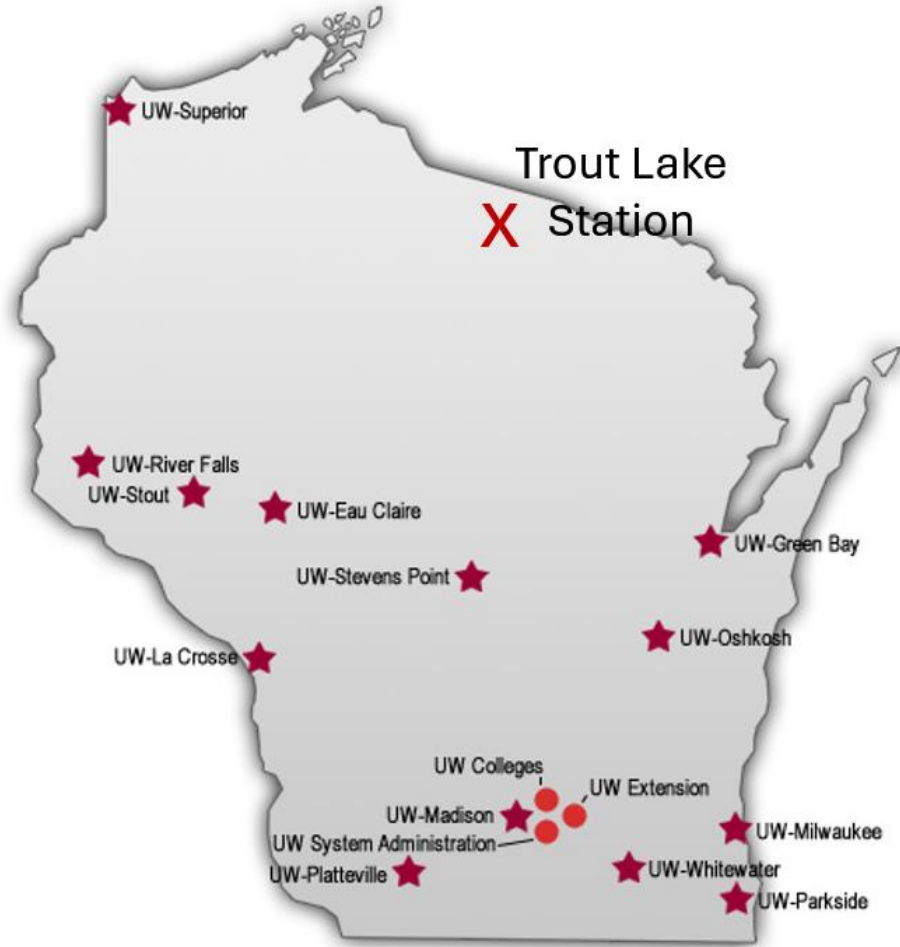 UW-Superior
Trout Lake
X Station
UW-River Falls
UW-Stout
UW-Eau Claire
UW-Green Bay
UW-Stevens Point
UW-Oshkosh
UW-La Crosse
UW Colleges
UW Extension
UW-Madison
UW-Milwaukee
UW System Administration
UW-Platteville
UW-Whitewater
UW-Parkside